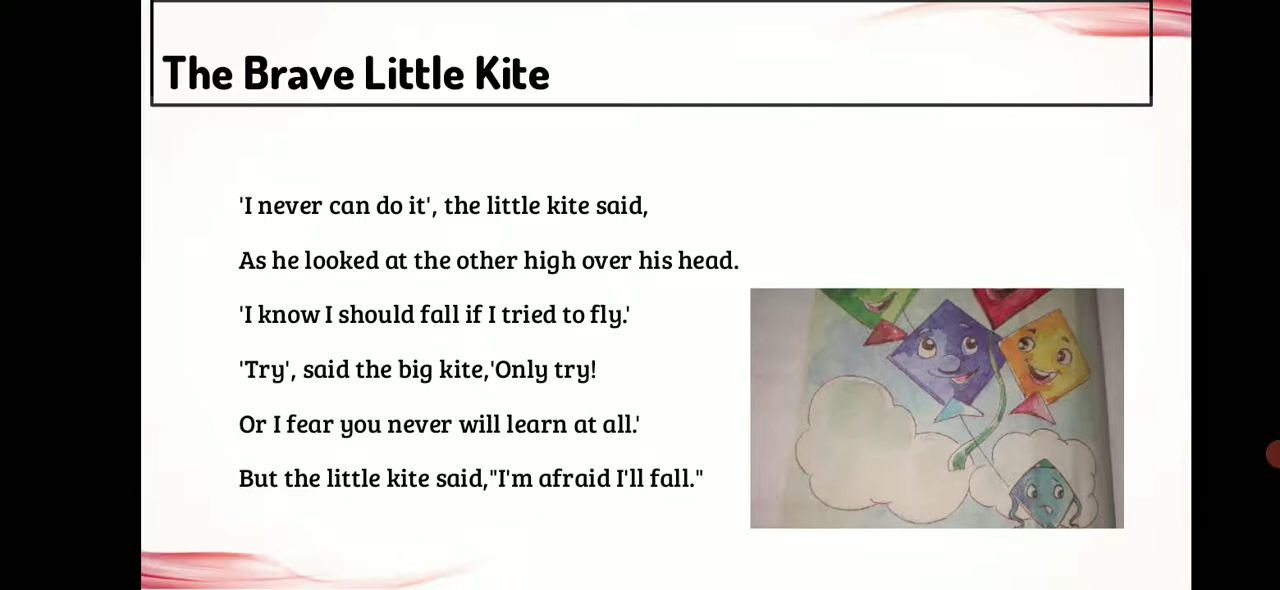 The Brave Little Kite
'I never can do it', the little kite said,
As he looked at the other high over his head.
'I know I should fall if I tried to fly.'
'Try', said the big kite,'Only try!
Or I fear you never will learn at all.'
But the little kite said,"I'm afraid I'll fall."